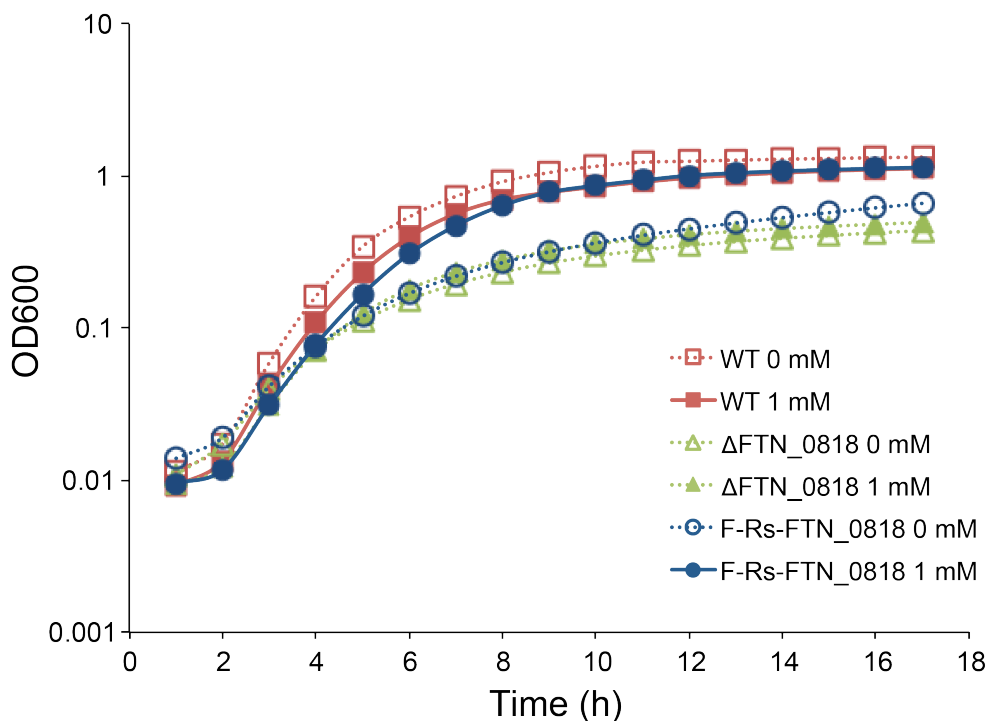 10
1
0.1
0.01
0.001
OD600
0 2 4 6 8 10 12 14 16 18
Time (h)
WT 0 mM
WT 1 mM
ΔFTN_0818 0 mM
ΔFTN_0818 1 mM
F-Rs-FTN_0818 0 mM
F-Rs-FTN_0818 1 mM